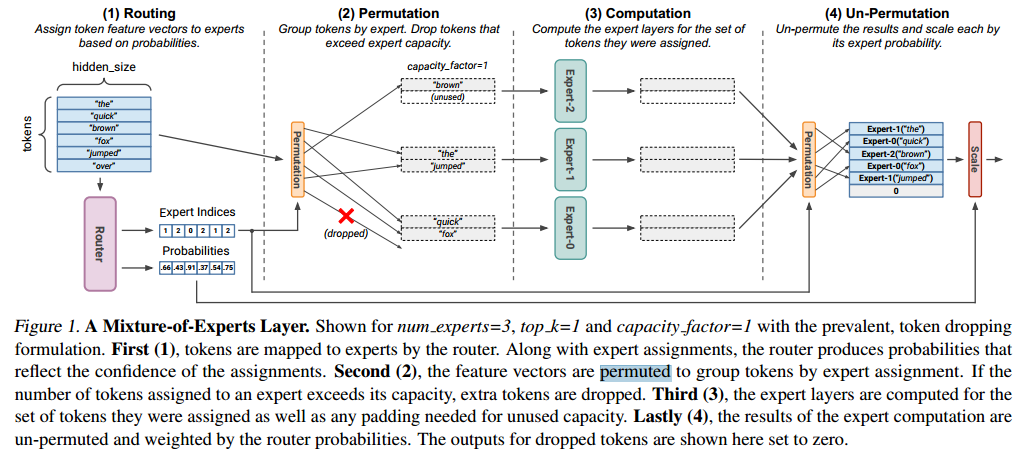 (1) Routing
Assign token feature vectors to experts
based on probabilities.
hidden_size
tokens
"the"
"quick"
"brown"
"fox"
"jumped"
"over"
Router
Expert Indices
1 2 0 2 1 2
Probabilities
.66 .43 .91 .37 .54 .75
(2) Permutation
Group tokens by expert. Drop tokens that
exceed expert capacity.
capacity_factor=1
Permutation
"brown"
(unused)
"the"
"jumped"
"quick"
"fox"
(dropped)
(3) Computation
Compute the expert layers for the set of
tokens they were assigned.
Expert-2
Expert-1
Expert-0
(4) Un-Permutation
Un-permute the results and scale each by
its expert probability.
Permutation
Expert-1("the")
Expert-0("quick")
Expert-2("brown")
Expert-0("fox")
Expert-1("jumped")
0
Scale
Figure 1. A Mixture-of-Experts Layer. Shown for num_experts=3, top_k=1 and capacity_factor=1 with the prevalent, token dropping
formulation. First (1), tokens are mapped to experts by the router. Along with expert assignments, the router produces probabilities that
reflect the confidence of the assignments. Second (2), the feature vectors are permuted to group tokens by expert assignment. If the
number of tokens assigned to an expert exceeds its capacity, extra tokens are dropped. Third (3), the expert layers are computed for the
set of tokens they were assigned as well as any padding needed for unused capacity. Lastly (4), the results of the expert computation are
un-permuted and weighted by the router probabilities. The outputs for dropped tokens are shown here set to zero.